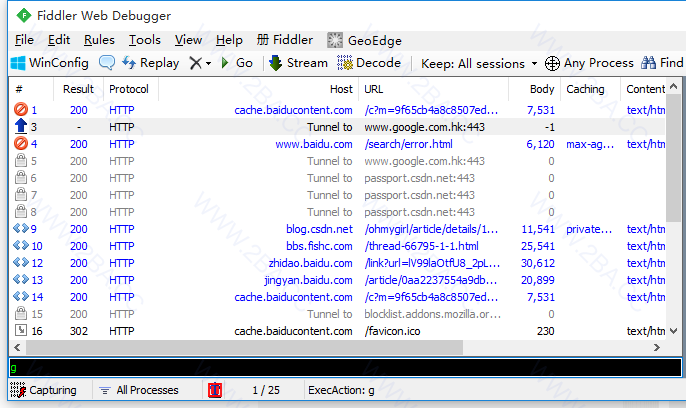 Fiddler Web Debugger
File Edit Rules Tools View Help 册 Fiddler GeoEdge
WinConfig Replay Go Stream Decode Keep: All sessions Any Process Find
# Result Protocol Host URL Body Caching Content
1 200 HTTP cache.baiducontent.com /c?m=9f65cb4a8c8507ed... 7,531 text/htm
3 - HTTP Tunnel to www.google.com.hk:443 -1
4 200 HTTP www.baidu.com /search/error.html 6,120 max-ag... text/htm
5 200 HTTP Tunnel to www.google.com.hk:443 0
6 200 HTTP Tunnel to passport.csdn.net:443 0
7 200 HTTP Tunnel to passport.csdn.net:443 0
8 200 HTTP Tunnel to passport.csdn.net:443 0
9 200 HTTP blog.csdn.net /ohmygirl/article/details/1... 11,541 private... text/htm
10 200 HTTP bbs.fishc.com /thread-66795-1-1.html 25,541 text/htm
12 200 HTTP zhidao.baidu.com /link?url=lV99laOtfU8_2pL... 30,612 text/htm
13 200 HTTP jingyan.baidu.com /article/0aa2237554a9db... 20,899 text/htm
14 200 HTTP cache.baiducontent.com /c?m=9f65cb4a8c8507ed... 7,531 text/htm
15 200 HTTP Tunnel to blocklist.addons.mozilla.or... 0
16 302 HTTP cache.baiducontent.com /favicon.ico 230 text/htm
g
Capturing All Processes 1 / 25 ExecAction: g
WWW.2BA.CC